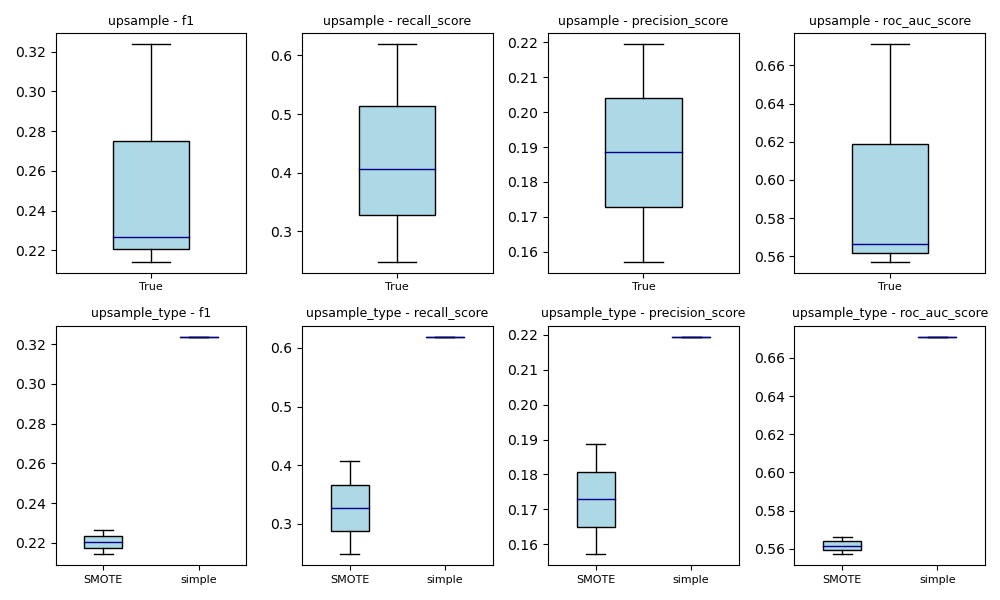 upsample - f1
0.32
0.30
0.28
0.26
0.24
0.22
True
upsample - recall_score
0.6
0.5
0.4
0.3
True
upsample - precision_score
0.22
0.21
0.20
0.19
0.18
0.17
0.16
True
upsample - roc_auc_score
0.66
0.64
0.62
0.60
0.58
0.56
True
upsample_type - f1
0.32
0.30
0.28
0.26
0.24
0.22
SMOTE simple
upsample_type - recall_score
0.6
0.5
0.4
0.3
SMOTE simple
upsample_type - precision_score
0.22
0.21
0.20
0.19
0.18
0.17
0.16
SMOTE simple
upsample_type - roc_auc_score
0.66
0.64
0.62
0.60
0.58
0.56
SMOTE simple